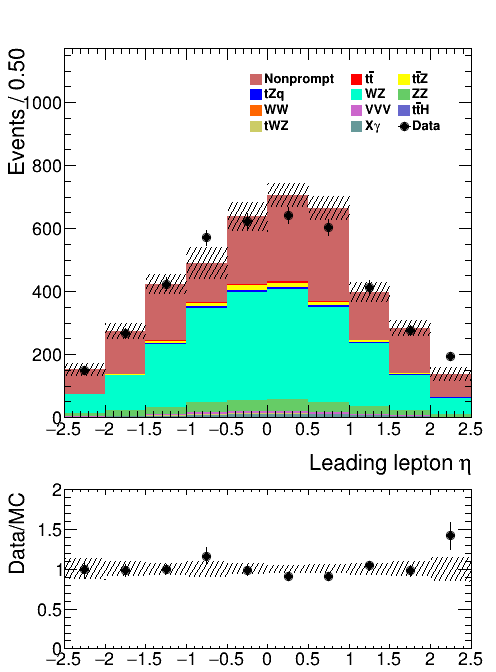 Events / 0.50
1000
800
600
400
200
0
Nonprompt tt̄ tt̄Z
tZq WZ ZZ
WW VVV tt̄H
tWZ Xγ Data
−2.5 −2 −1.5 −1 −0.5 0 0.5 1 1.5 2 2.5
Leading lepton η
Data/MC
2
1.5
1
0.5
0
−2.5 −2 −1.5 −1 −0.5 0 0.5 1 1.5 2 2.5